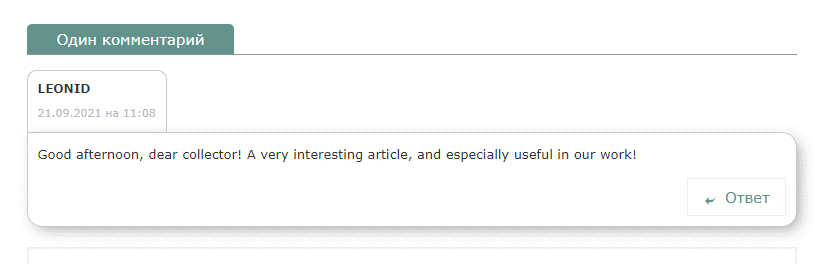 Один комментарий
LEONID
21.09.2021 на 11:08
Good afternoon, dear collector! A very interesting article, and especially useful in our work!
Ответ